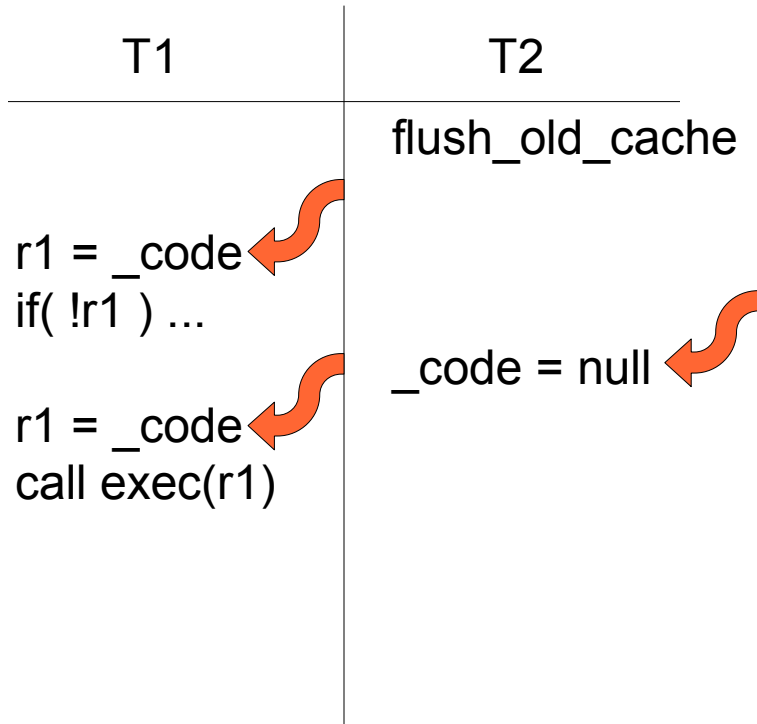 T1
T2
flush_old_cache
r1 = _code
if( !r1 ) ...
_code = null
r1 = _code
call exec(r1)